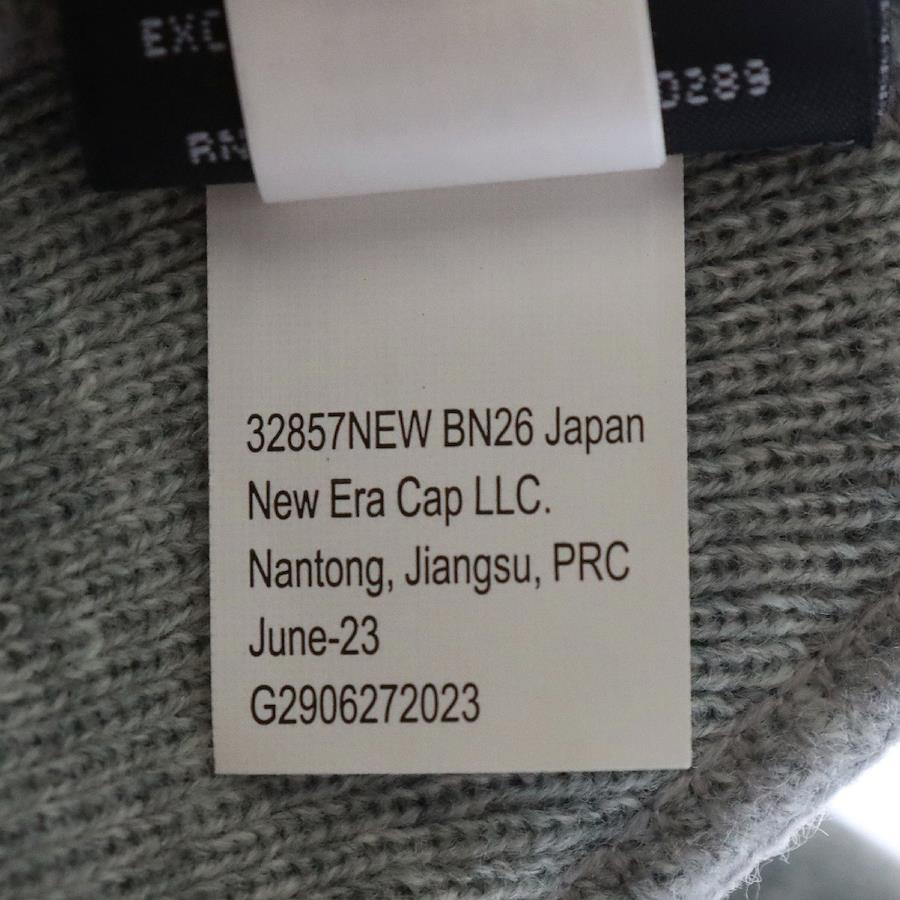 32857NEW BN26 Japan
New Era Cap LLC.
Nantong, Jiangsu, PRC
June-23
G2906272023